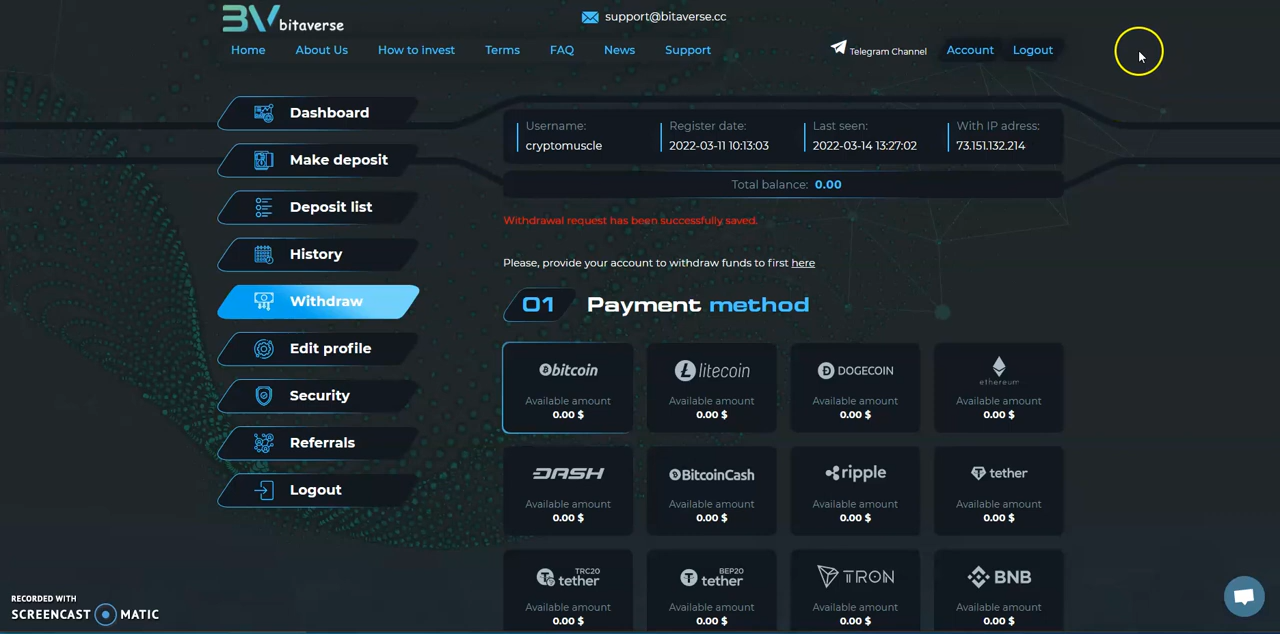 BV bitaverse
support@bitaverse.cc
Home About Us How to invest Terms FAQ News Support
Telegram Channel Account Logout
Dashboard
Make deposit
Deposit list
History
Withdraw
Edit profile
Security
Referrals
Logout
Username: Register date: Last seen: With IP adress:
cryptomuscle 2022-03-11 10:13:03 2022-03-14 13:27:02 73.151.132.214
Total balance: 0.00
Withdrawal request has been successfully saved.
Please, provide your account to withdraw funds to first here
01 Payment method
bitcoin litecoin DOGECOIN ethereum
Available amount Available amount Available amount Available amount
0.00 $ 0.00 $ 0.00 $ 0.00 $
DASH BitcoinCash ripple tether
Available amount Available amount Available amount Available amount
0.00 $ 0.00 $ 0.00 $ 0.00 $
tether TRC20 tether BEP20 TRON BNB
Available amount Available amount Available amount Available amount
0.00 $ 0.00 $ 0.00 $ 0.00 $
RECORDED WITH
SCREENCAST MATIC